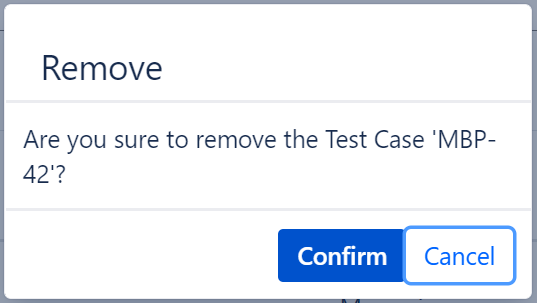 Remove
Are you sure to remove the Test Case 'MBP-
42'?
Confirm Cancel